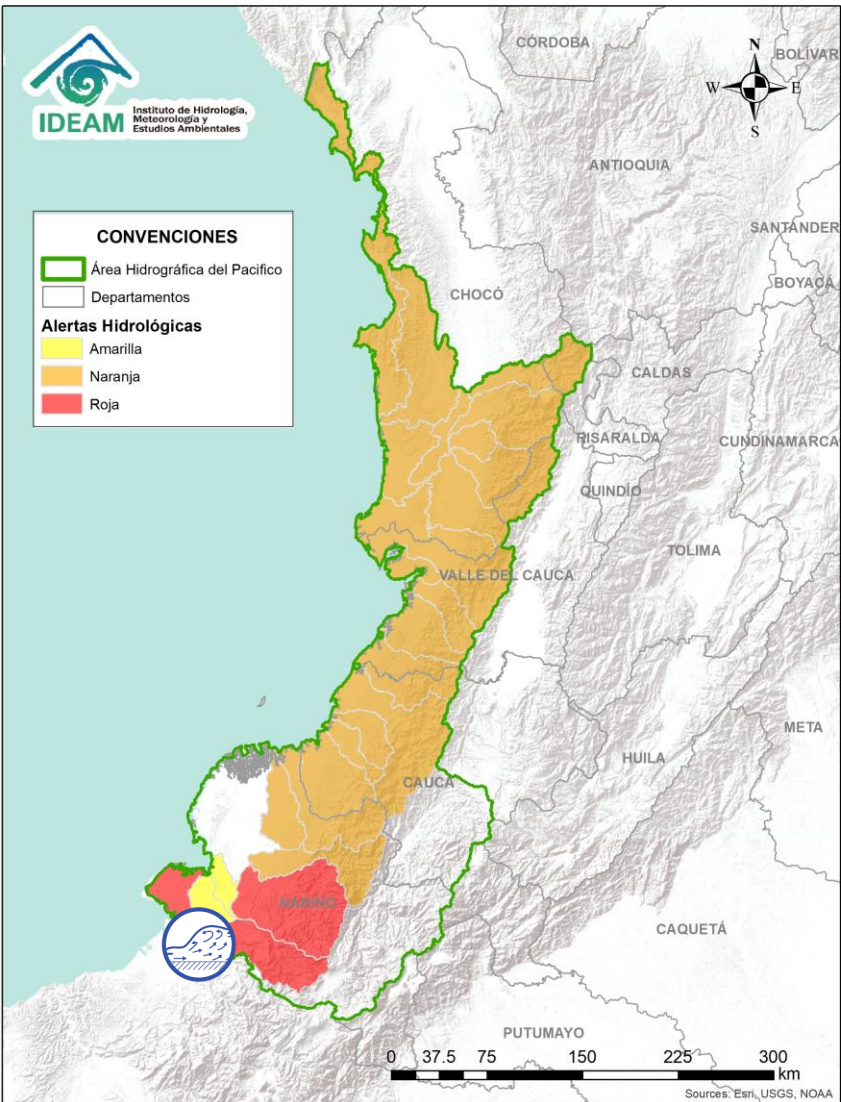 IDEAM
Instituto de Hidrología,
Meteorología y
Estudios Ambientales
N
W
E
S
CÓRDOBA
BOLÍVAR
ANTIOQUIA
SANTANDER
BOYACÁ
CHOCÓ
CALDAS
RISARALDA
CUNDINAMARCA
QUINDÍO
TOLIMA
VALLE DEL CAUCA
META
HUILA
CAUCA
NARIÑO
CAQUETÁ
PUTUMAYO
CONVENCIONES
Área Hidrográfica del Pacifico
Departamentos
Alertas Hidrológicas
Amarilla
Naranja
Roja
0 37.5 75 150 225 300
km
Sources: Esri, USGS, NOAA